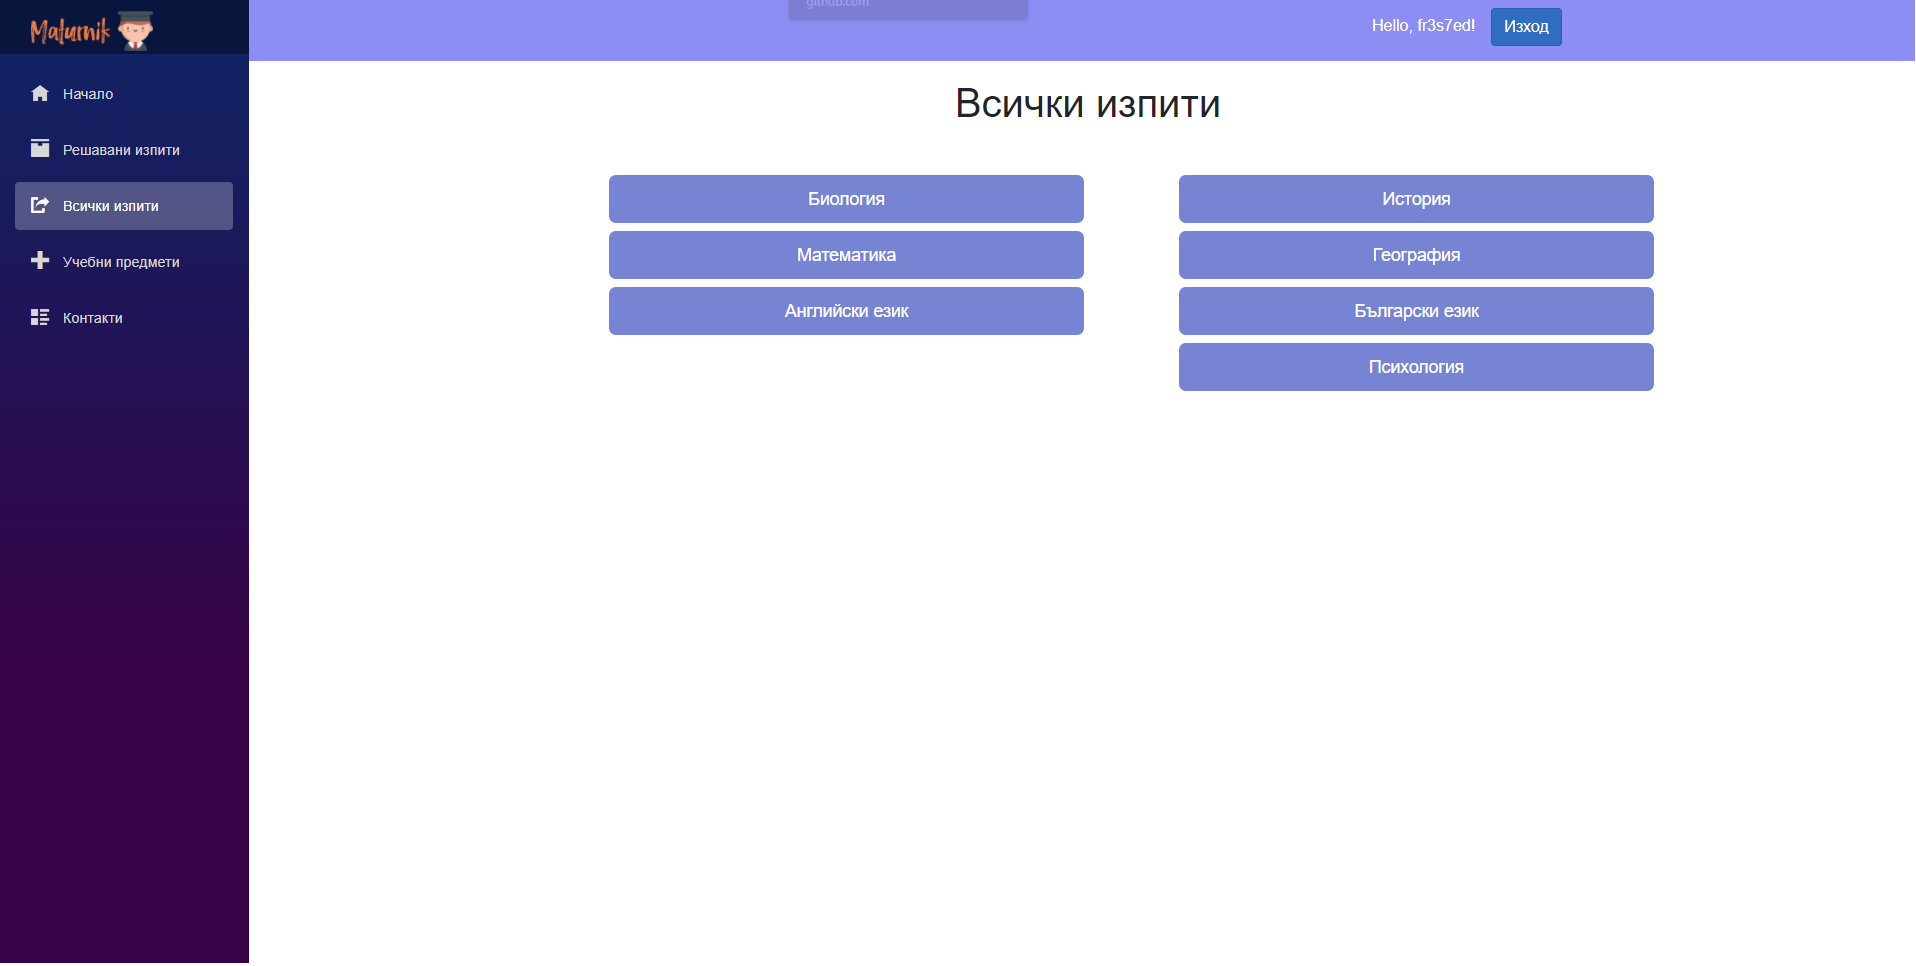 Maturnik
github.com
Hello, fr3s7ed!
Изход
Начало
Решавани изпити
Всички изпити
Учебни предмети
Контакти
Всички изпити
Биология
Математика
Английски език
История
География
Български език
Психология